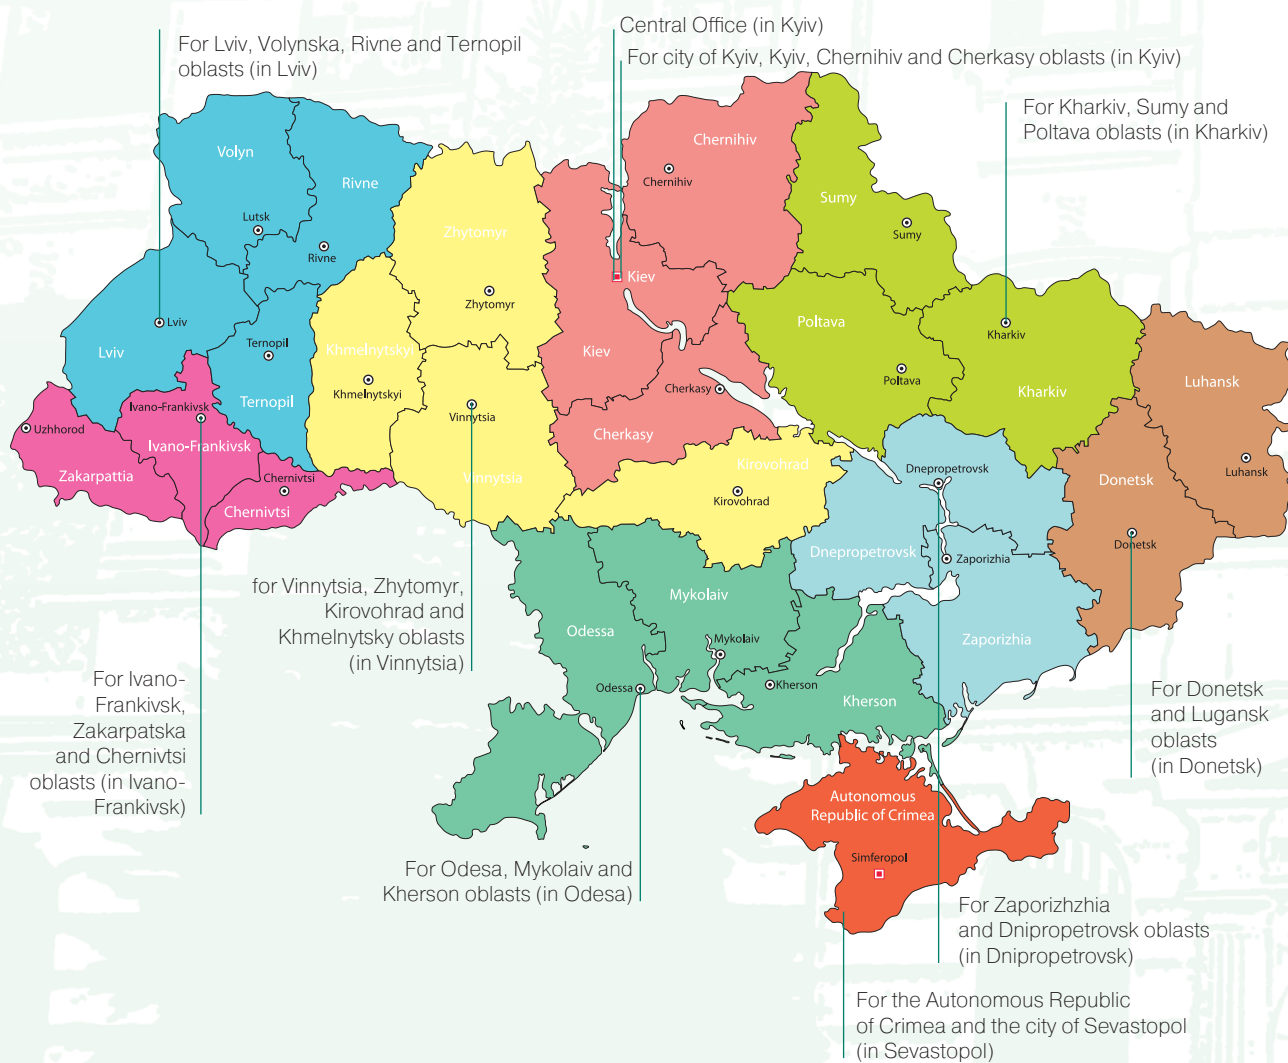 Central Office (in Kyiv)
For Lviv, Volynska, Rivne and Ternopil
oblasts (in Lviv)
For city of Kyiv, Kyiv, Chernihiv and Cherkasy oblasts (in Kyiv)
For Kharkiv, Sumy and
Poltava oblasts (in Kharkiv)
Volyn
Rivne
Lutsk
Rivne
Zhytomyr
Zhytomyr
Chernihiv
Chernihiv
Kiev
Kiev
Sumy
Sumy
Lviv
Lviv
Ternopil
Ternopil
Khmelnytskyi
Khmelnytskyi
Vinnytsia
Vinnytsia
Cherkasy
Cherkasy
Poltava
Poltava
Kharkiv
Kharkiv
Luhansk
Luhansk
Uzhhorod
Zakarpattia
Ivano-Frankivsk
Ivano-Frankivsk
Chernivtsi
Chernivtsi
Kirovohrad
Kirovohrad
Dnepropetrovsk
Dnepropetrovsk
Donetsk
Donetsk
Zaporizhia
Zaporizhia
Odessa
Odessa
Mykolaiv
Mykolaiv
Kherson
Kherson
Autonomous
Republic of Crimea
Simferopol
for Vinnytsia, Zhytomyr,
Kirovohrad and
Khmelnytsky oblasts
(in Vinnytsia)
For Ivano-
Frankivsk,
Zakarpatska
and Chernivtsi
oblasts (in Ivano-
Frankivsk)
For Donetsk
and Lugansk
oblasts
(in Donetsk)
For Odesa, Mykolaiv and
Kherson oblasts (in Odesa)
For Zaporizhzhia
and Dnipropetrovsk oblasts
(in Dnipropetrovsk)
For the Autonomous Republic
of Crimea and the city of Sevastopol
(in Sevastopol)